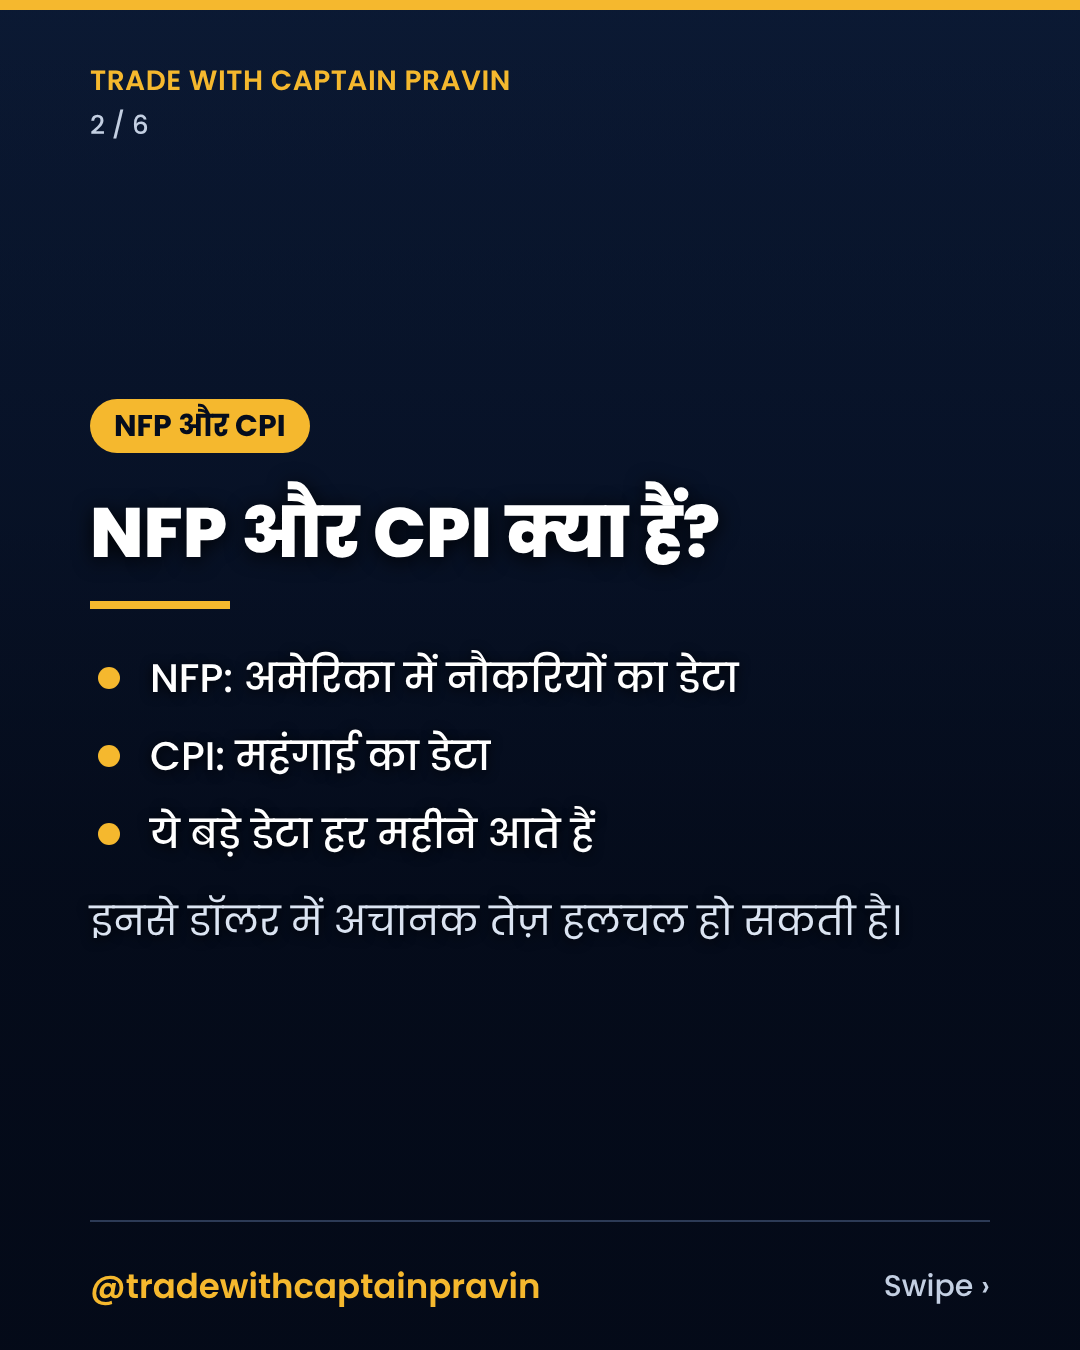 TRADE WITH CAPTAIN PRAVIN
2 / 6
NFP और CPI
NFP और CPI क्या हैं?
NFP: अमेरिका में नौकरियों का डेटा
CPI: महंगाई का डेटा
ये बड़े डेटा हर महीने आते हैं
इनसे डॉलर में अचानक तेज़ हलचल हो सकती है।
@tradewithcaptainpravin
Swipe ›